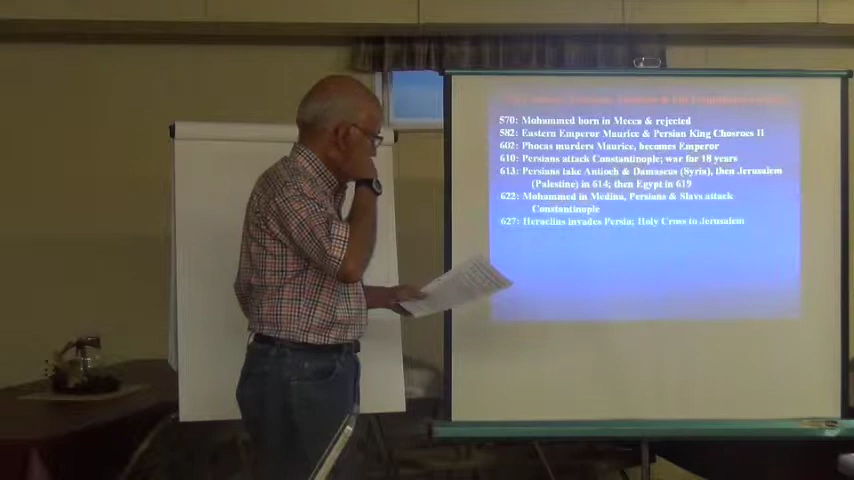 570: Mohammed born in Mecca & rejected
582: Eastern Emperor Maurice & Persian King Chosroes II
602: Phocas murders Maurice, becomes Emperor
610: Persians attack Constantinople; war for 18 years
613: Persians take Antioch & Damascus (Syria), then Jerusalem
(Palestine) in 614; then Egypt in 619
622: Mohammed in Medina, Persians & Slavs attack
Constantinople
627: Heraclius invades Persia; Holy Cross to Jerusalem